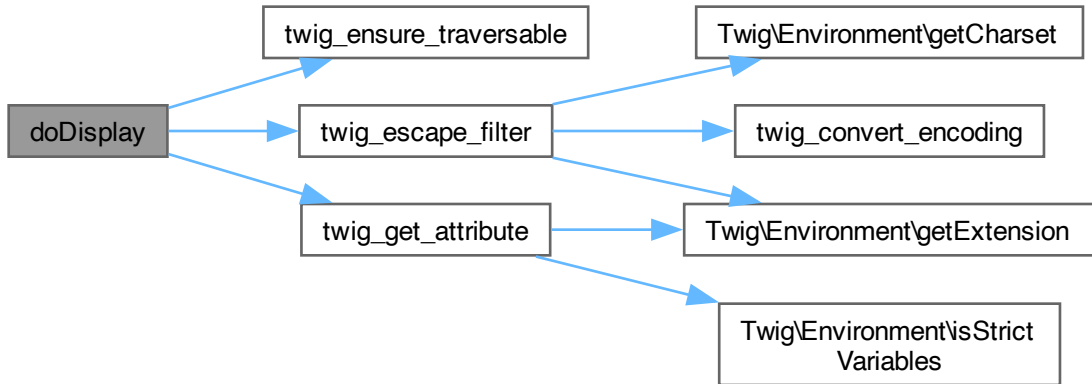 doDisplay
twig_ensure_traversable
twig_escape_filter
twig_get_attribute
Twig\Environment\getCharset
twig_convert_encoding
Twig\Environment\getExtension
Twig\Environment\isStrict
Variables